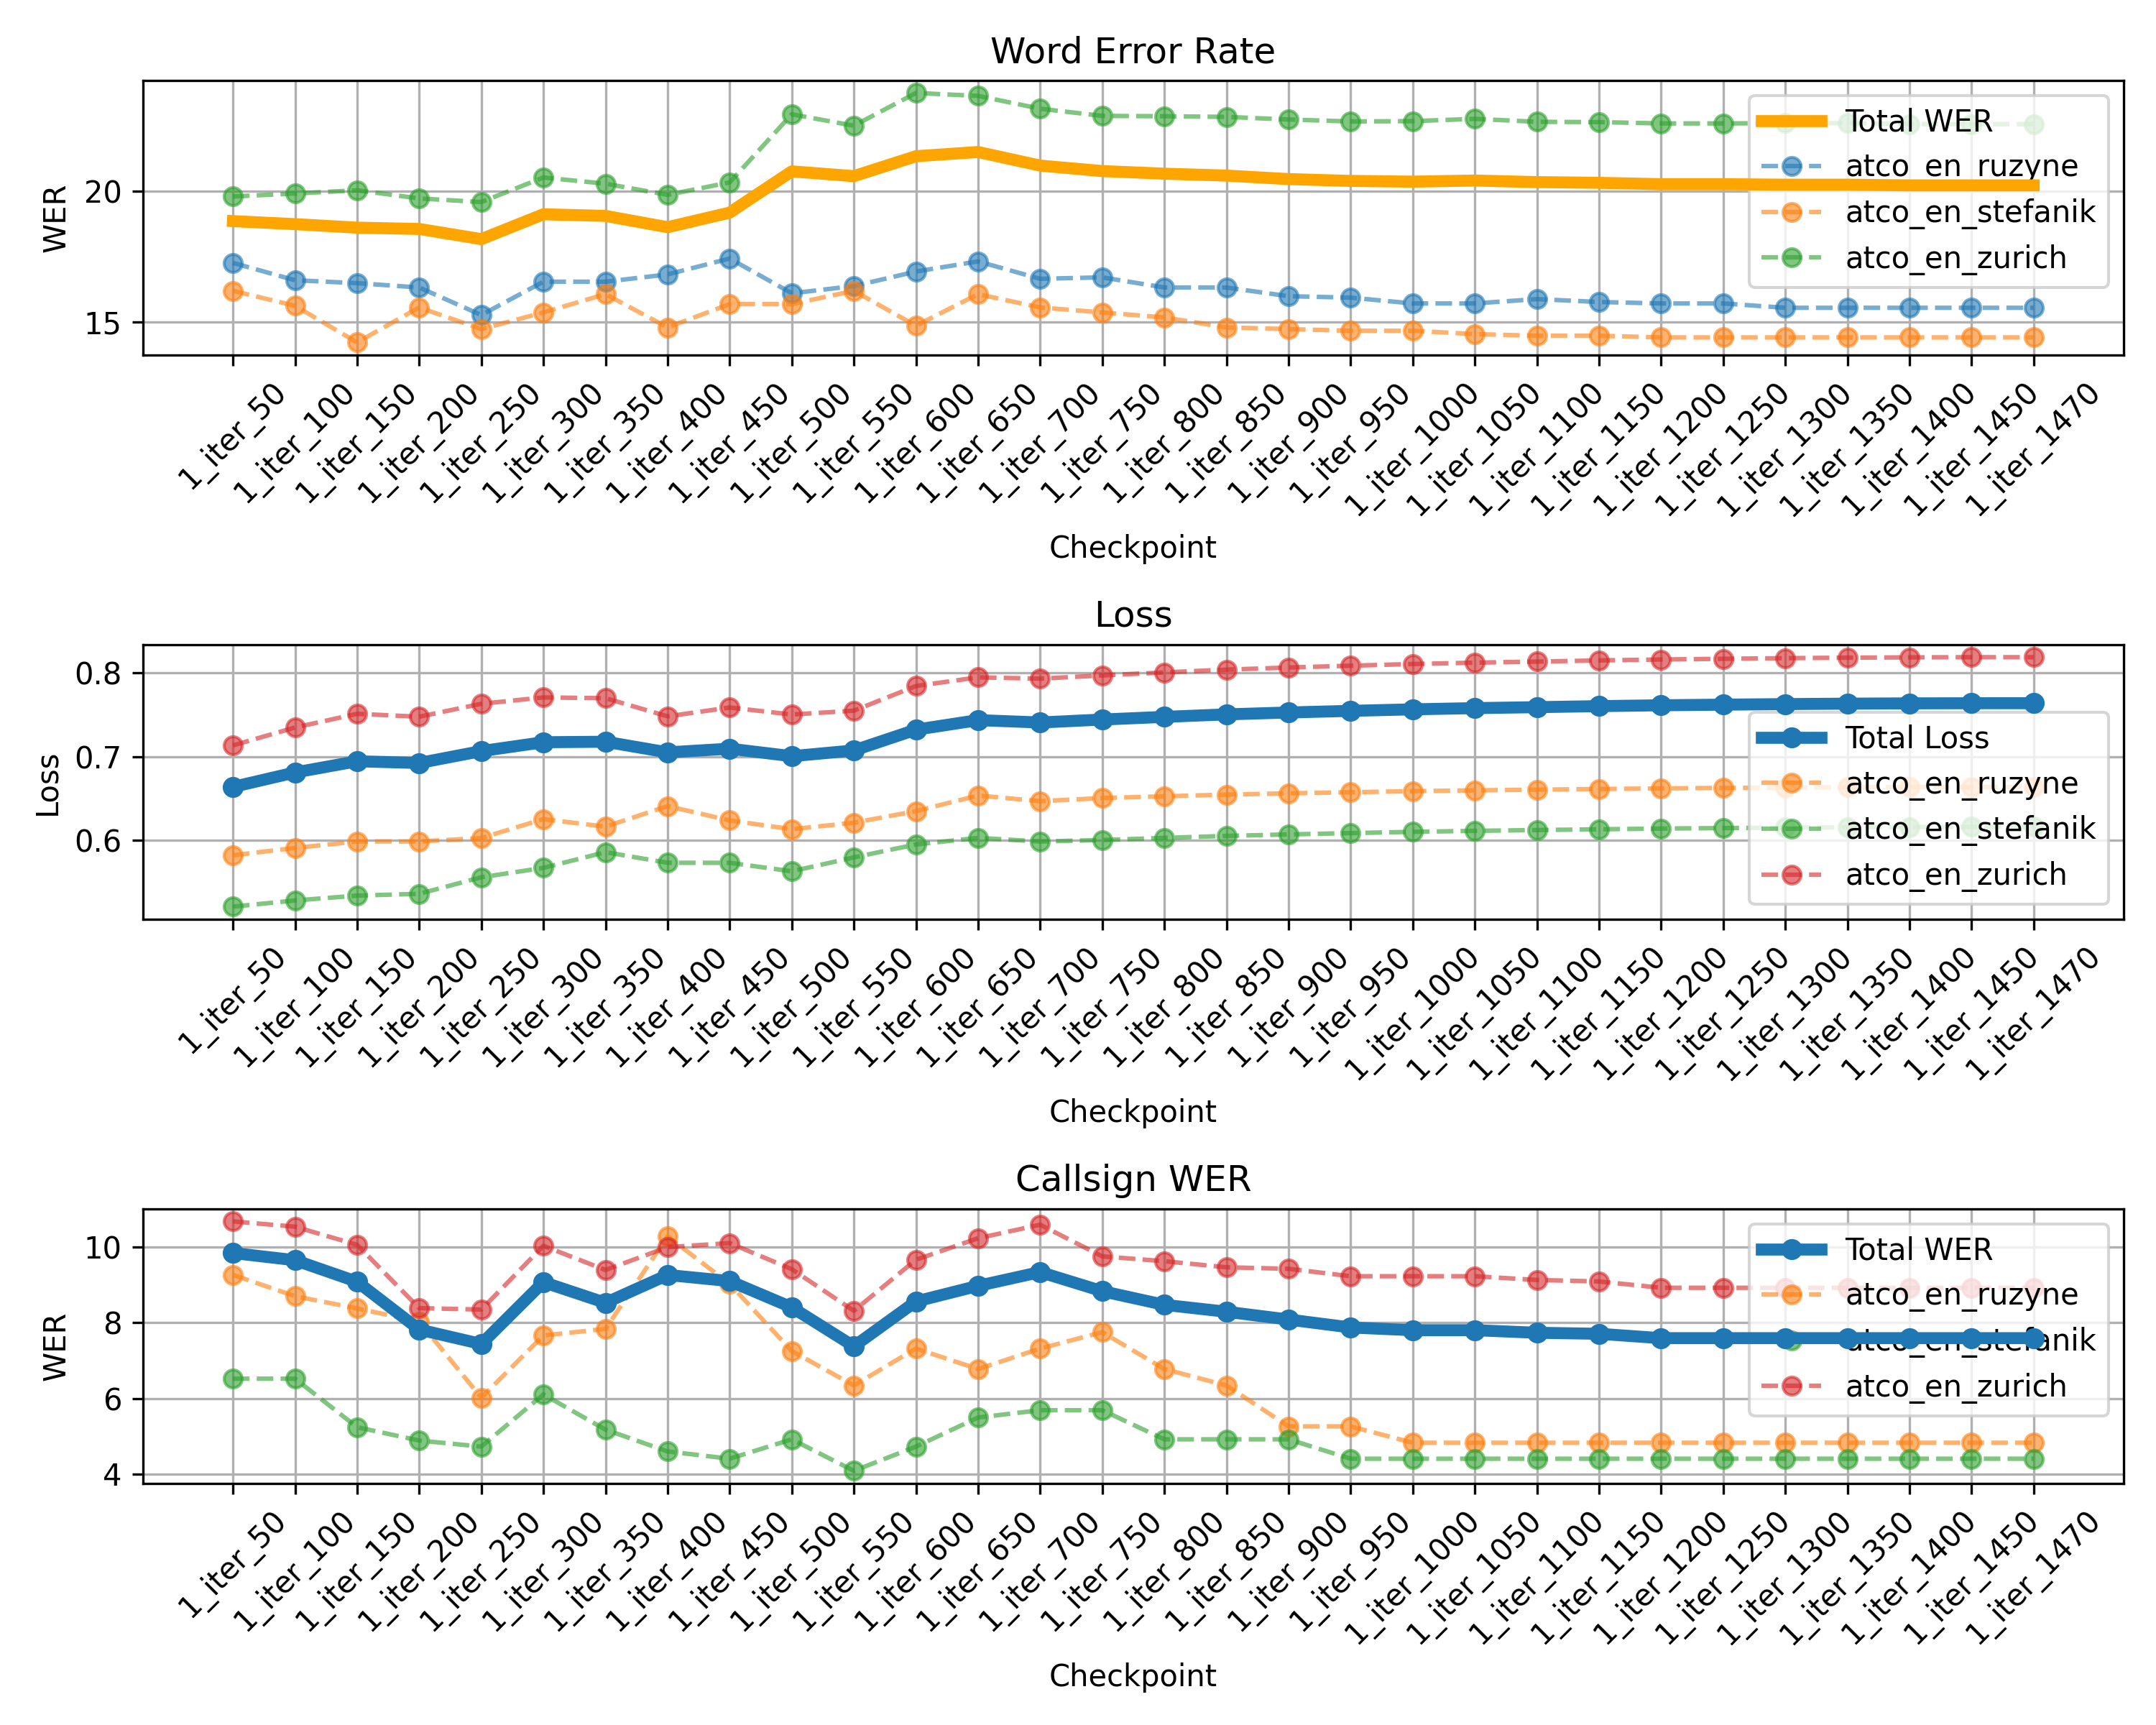 Word Error Rate
WER
20
15
Total WER
atco_en_ruzyne
atco_en_stefanik
atco_en_zurich
1_iter_50
1_iter_100
1_iter_150
1_iter_200
1_iter_250
1_iter_300
1_iter_350
1_iter_400
1_iter_450
1_iter_500
1_iter_550
1_iter_600
1_iter_650
1_iter_700
1_iter_750
1_iter_800
1_iter_850
1_iter_900
1_iter_950
1_iter_1000
1_iter_1050
1_iter_1100
1_iter_1150
1_iter_1200
1_iter_1250
1_iter_1300
1_iter_1350
1_iter_1400
1_iter_1450
1_iter_1470
Checkpoint
Loss
Loss
0.8
0.7
0.6
Total Loss
atco_en_ruzyne
atco_en_stefanik
atco_en_zurich
1_iter_50
1_iter_100
1_iter_150
1_iter_200
1_iter_250
1_iter_300
1_iter_350
1_iter_400
1_iter_450
1_iter_500
1_iter_550
1_iter_600
1_iter_650
1_iter_700
1_iter_750
1_iter_800
1_iter_850
1_iter_900
1_iter_950
1_iter_1000
1_iter_1050
1_iter_1100
1_iter_1150
1_iter_1200
1_iter_1250
1_iter_1300
1_iter_1350
1_iter_1400
1_iter_1450
1_iter_1470
Checkpoint
Callsign WER
WER
10
8
6
4
Total WER
atco_en_ruzyne
atco_en_stefanik
atco_en_zurich
1_iter_50
1_iter_100
1_iter_150
1_iter_200
1_iter_250
1_iter_300
1_iter_350
1_iter_400
1_iter_450
1_iter_500
1_iter_550
1_iter_600
1_iter_650
1_iter_700
1_iter_750
1_iter_800
1_iter_850
1_iter_900
1_iter_950
1_iter_1000
1_iter_1050
1_iter_1100
1_iter_1150
1_iter_1200
1_iter_1250
1_iter_1300
1_iter_1350
1_iter_1400
1_iter_1450
1_iter_1470
Checkpoint